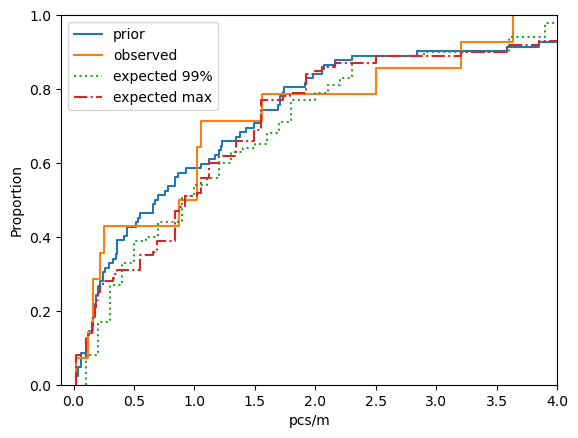 prior
observed
expected 99%
expected max
Proportion
1.0
0.8
0.6
0.4
0.2
0.0
0.0 0.5 1.0 1.5 2.0 2.5 3.0 3.5 4.0
pcs/m